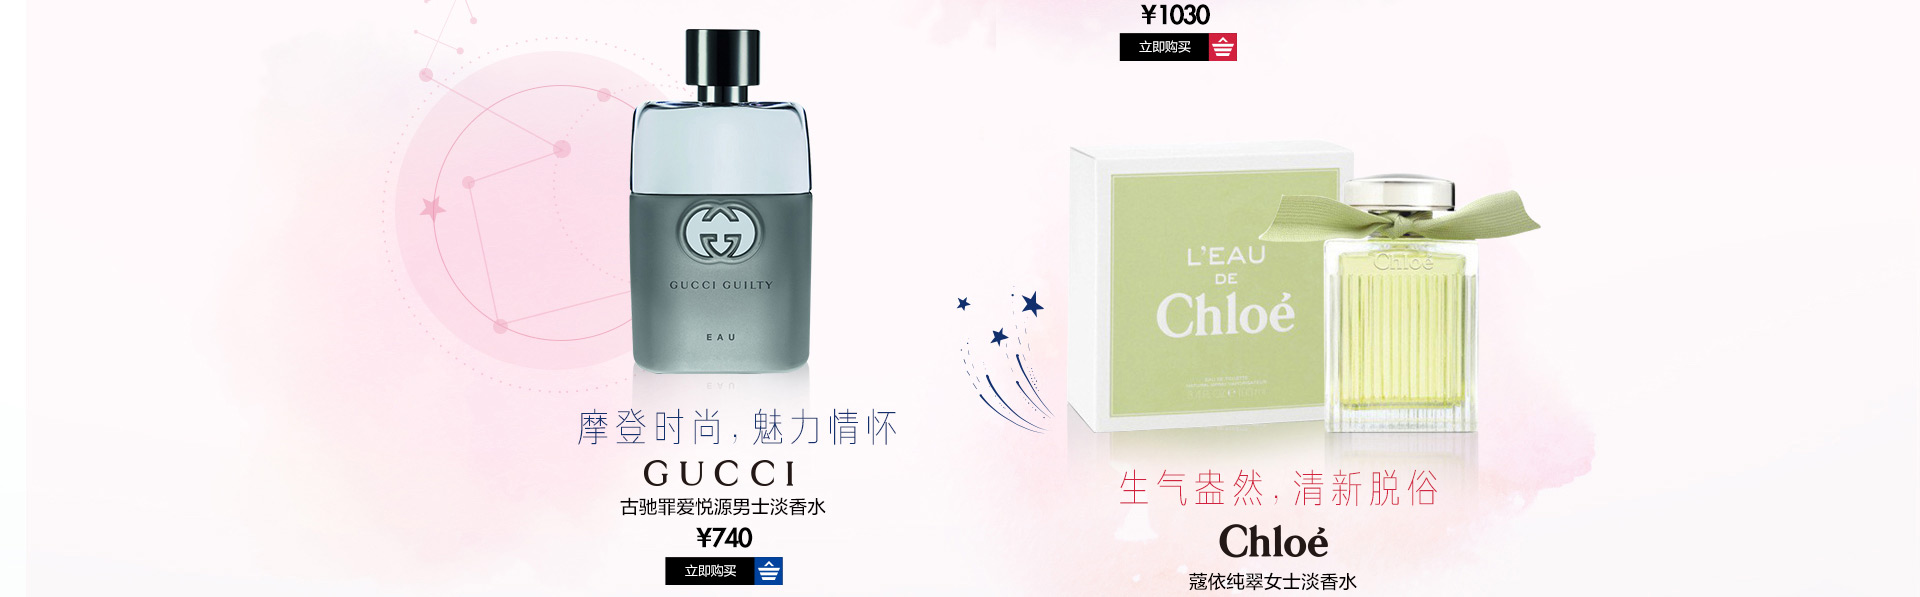 ¥1030
立即购买
GUCCI GUILTY
EAU
摩登时尚,魅力情怀
GUCCI
古驰罪爱悦源男士淡香水
¥740
立即购买
L'EAU
DE
Chloé
Chloé
生气盎然,清新脱俗
Chloé
蔻依纯翠女士淡香水